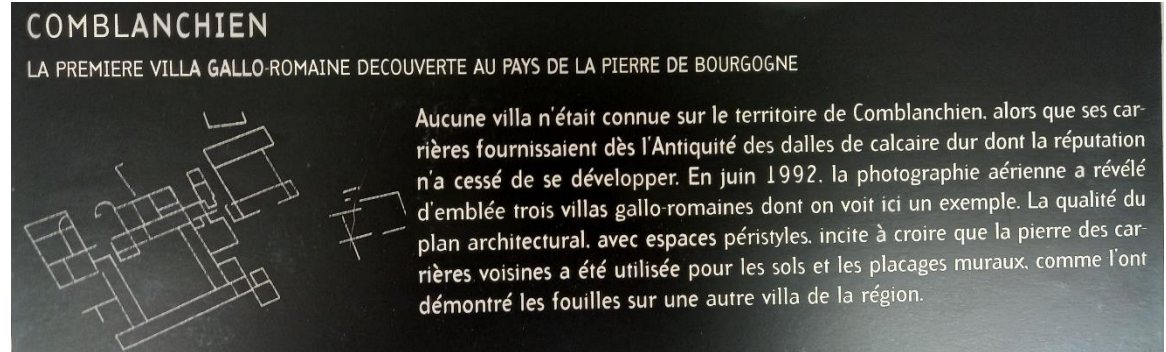 COMBLANCHIEN
LA PREMIERE VILLA GALLO-ROMAINE DECOUVERTE AU PAYS DE LA PIERRE DE BOURGOGNE
Aucune villa n'était connue sur le territoire de Comblanchien, alors que ses car-
rières fournissaient dès l'Antiquité des dalles de calcaire dur dont la réputation
n'a cessé de se développer. En juin 1992, la photographie aérienne a révélé
d'emblée trois villas gallo-romaines dont on voit ici un exemple. La qualité du
plan architectural, avec espaces péristyles, incite à croire que la pierre des car-
rières voisines a été utilisée pour les sols et les placages muraux, comme l'ont
démontré les fouilles sur une autre villa de la région.